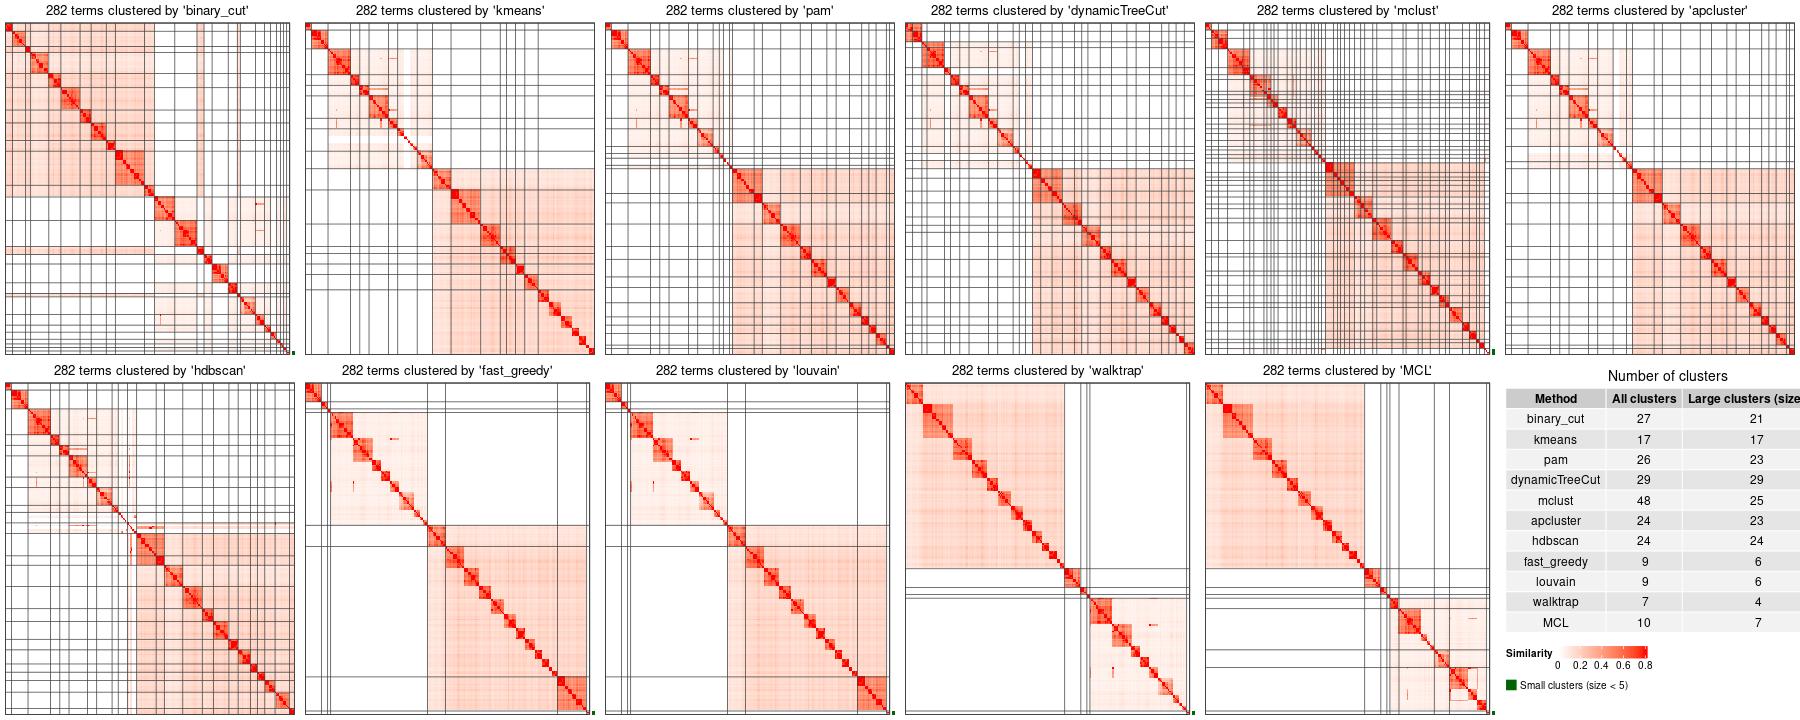 282 terms clustered by 'binary_cut'
282 terms clustered by 'kmeans'
282 terms clustered by 'pam'
282 terms clustered by 'dynamicTreeCut'
282 terms clustered by 'mclust'
282 terms clustered by 'apcluster'
282 terms clustered by 'hdbscan'
282 terms clustered by 'fast_greedy'
282 terms clustered by 'louvain'
282 terms clustered by 'walktrap'
282 terms clustered by 'MCL'
Number of clusters
Method All clusters Large clusters (size
binary_cut 27 21
kmeans 17 17
pam 26 23
dynamicTreeCut 29 29
mclust 48 25
apcluster 24 23
hdbscan 24 24
fast_greedy 9 6
louvain 9 6
walktrap 7 4
MCL 10 7
Similarity
0 0.2 0.4 0.6 0.8
Small clusters (size < 5)